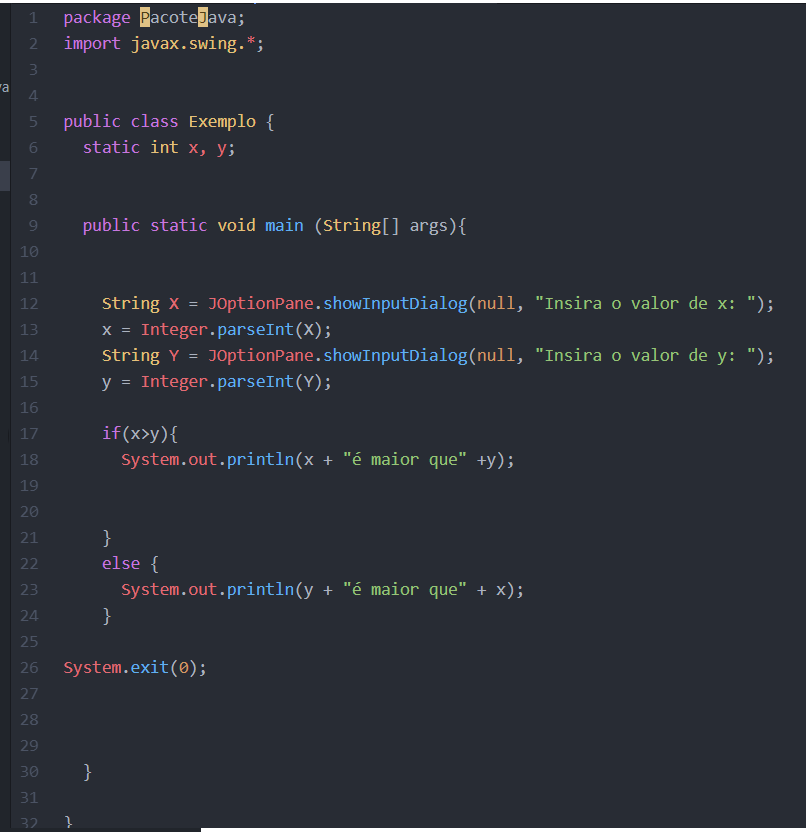 1 package PacoteJava;
2 import javax.swing.*;
3
va
4
5 public class Exemplo {
6 static int x, y;
7
8
9 public static void main (String[] args){
10
11
12 String X = JOptionPane.showInputDialog(null, "Insira o valor de x: ");
13 x = Integer.parseInt(X);
14 String Y = JOptionPane.showInputDialog(null, "Insira o valor de y: ");
15 y = Integer.parseInt(Y);
16
17 if(x>y){
18 System.out.println(x + "é maior que" +y);
19
20
21 }
22 else {
23 System.out.println(y + "é maior que" + x);
24 }
25
26 System.exit(0);
27
28
29
30 }
31
32 }